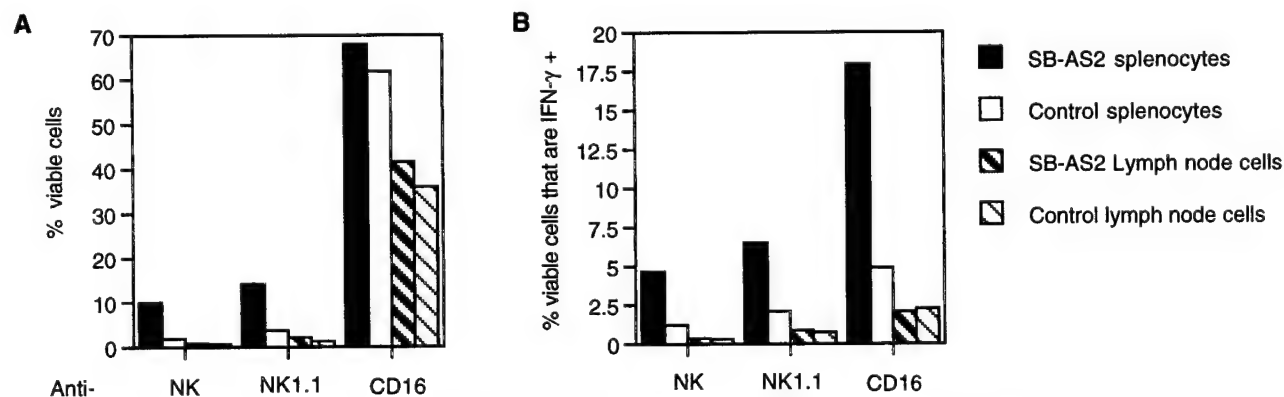 A
% viable cells
70
60
50
40
30
20
10
0
Anti-
NK
NK1.1
CD16
B
% viable cells that are IFN-γ +
20
17.5
15
12.5
10
7.5
5
2.5
0
NK
NK1.1
CD16
SB-AS2 splenocytes
Control splenocytes
SB-AS2 Lymph node cells
Control lymph node cells